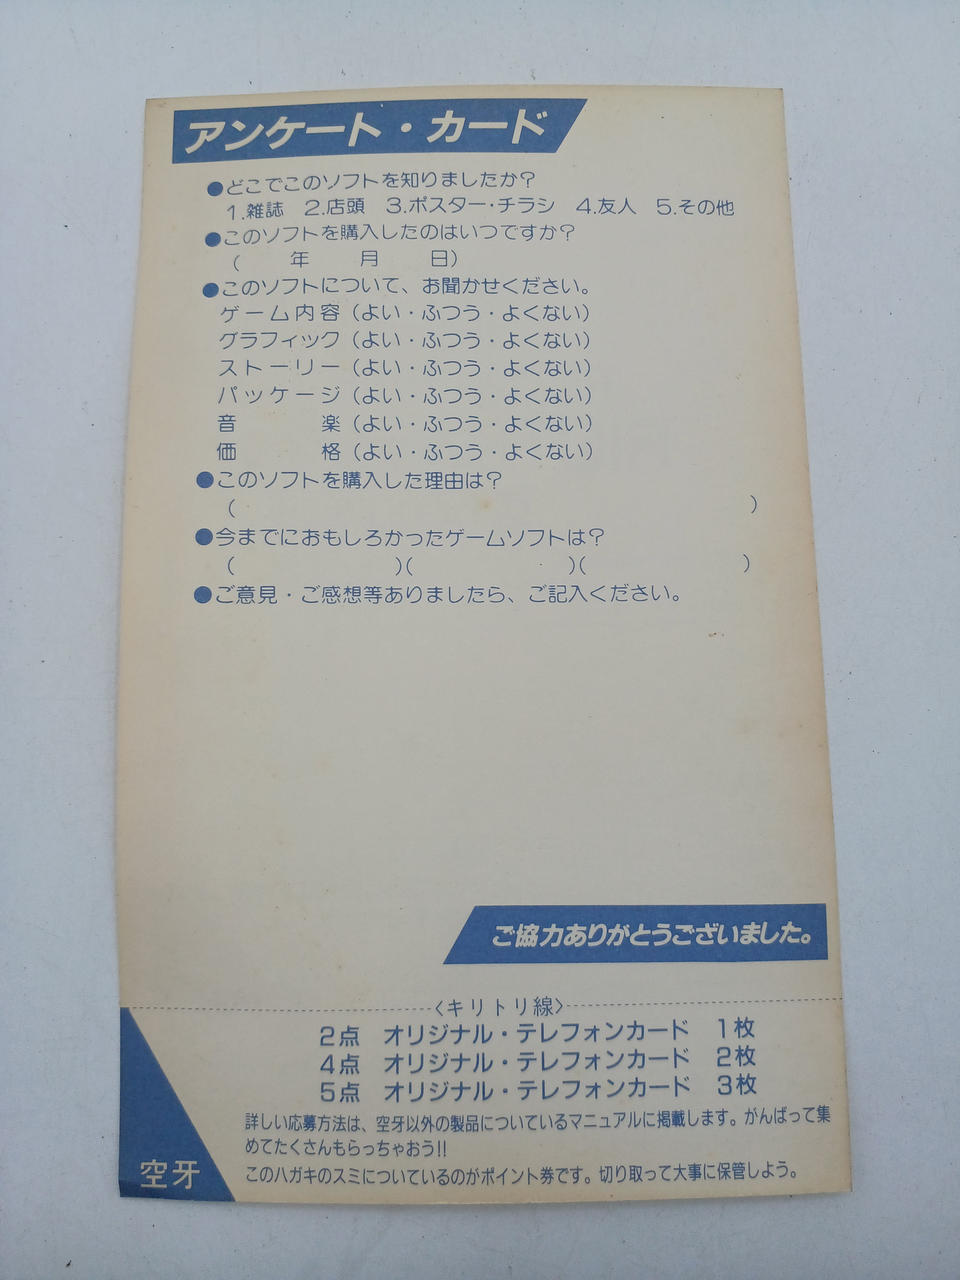 アンケート・カード
●どこでこのソフトを知りましたか?
1.雑誌 2.店頭 3.ポスター・チラシ 4.友人 5.その他
●このソフトを購入したのはいつですか?
( 年 月 日)
●このソフトについて、お聞かせください。
ゲーム内容(よい・ふつう・よくない)
グラフィック(よい・ふつう・よくない)
ストーリー(よい・ふつう・よくない)
パッケージ(よい・ふつう・よくない)
音 楽(よい・ふつう・よくない)
価 格(よい・ふつう・よくない)
●このソフトを購入した理由は?
( )
●今までにおもしろかったゲームソフトは?
( )( )( )
●ご意見・ご感想等ありましたら、ご記入ください。
ご協力ありがとうございました。
〈キリトリ線〉
2点 オリジナル・テレフォンカード 1枚
4点 オリジナル・テレフォンカード 2枚
5点 オリジナル・テレフォンカード 3枚
詳しい応募方法は、空牙以外の製品についているマニュアルに掲載します。がんばって集
めてたくさんもらっちゃおう!!
このハガキのスミについているのがポイント券です。切り取って大事に保管しよう。
空牙